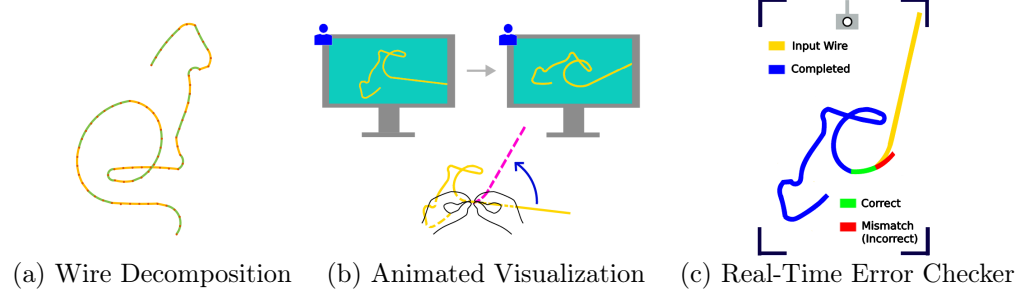 Input Wire
Completed
Correct
Mismatch
(Incorrect)
(a) Wire Decomposition
(b) Animated Visualization
(c) Real-Time Error Checker